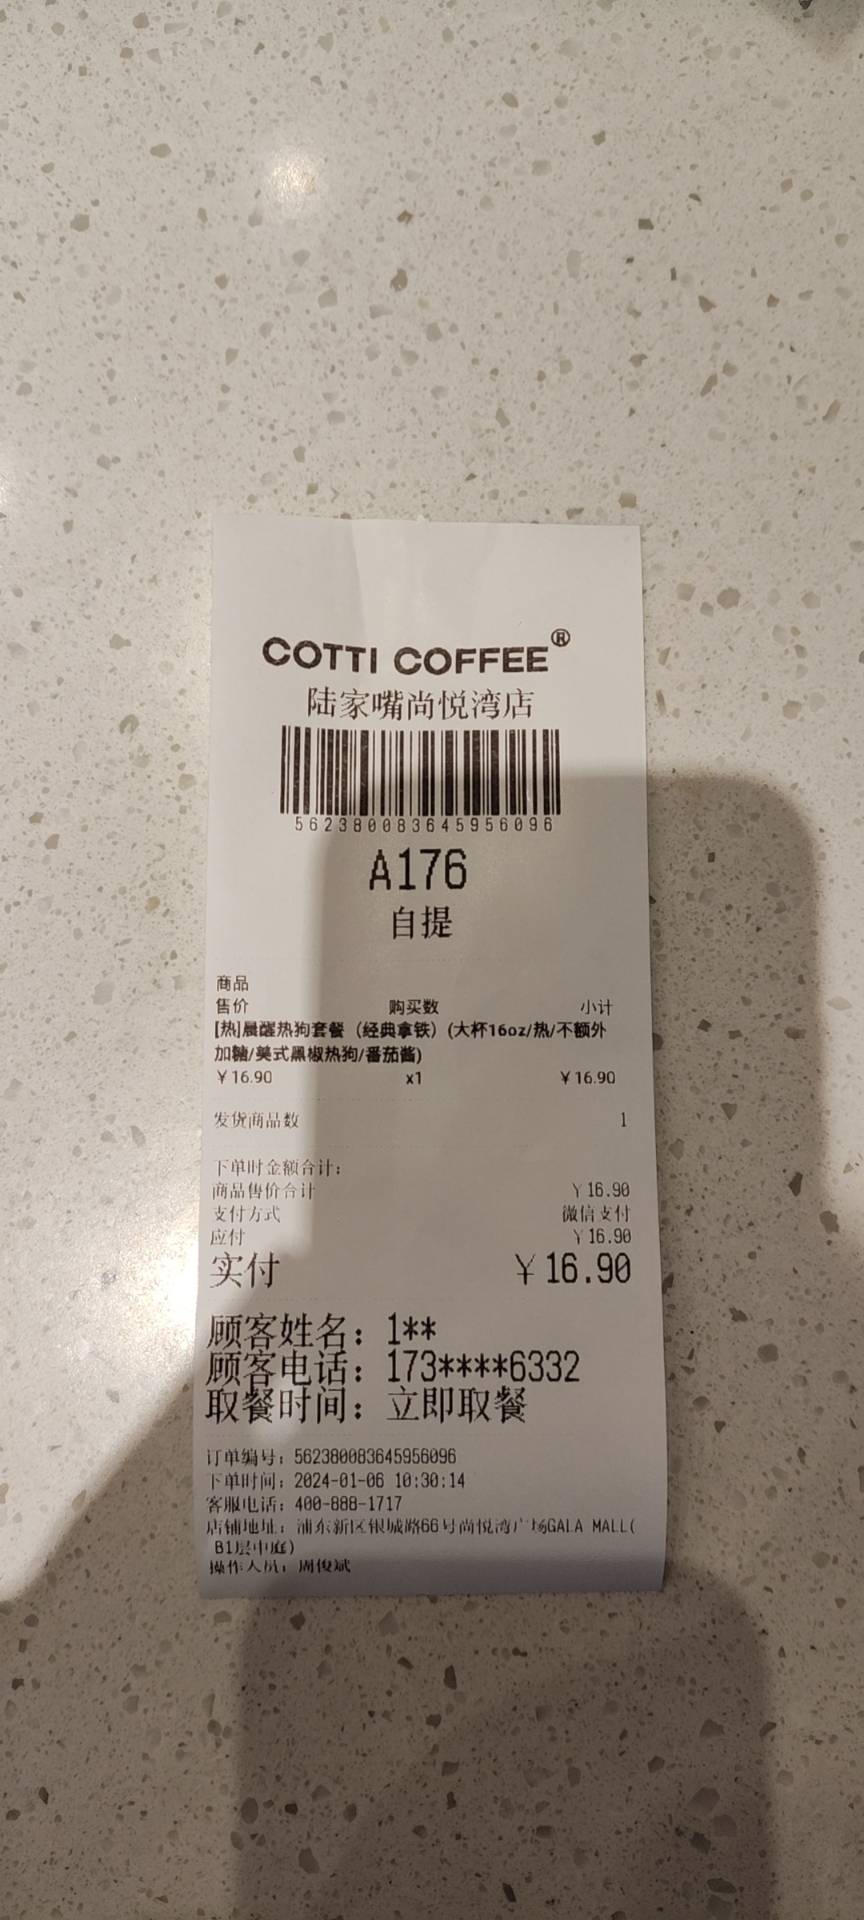 COTTI COFFEE®
陆家嘴尚悦湾店
562380083645956096
A176
自提
商品
售价 购买数 小计
[热]晨醒热狗套餐（经典拿铁）(大杯16oz/热/不额外
加糖/美式黑椒热狗/番茄酱)
￥16.90 x1 ￥16.90
发货商品数 1
下单时金额合计：
商品售价合计 ￥16.90
支付方式 微信支付
应付 ￥16.90
实付 ￥16.90
顾客姓名：1**
顾客电话：173****6332
取餐时间：立即取餐
订单编号：562380083645956096
下单时间：2024-01-06 10:30:14
客服电话：400-888-1717
店铺地址：浦东新区银城路66号尚悦湾广场GALA MALL(
B1层中庭)
操作人员：周俊斌